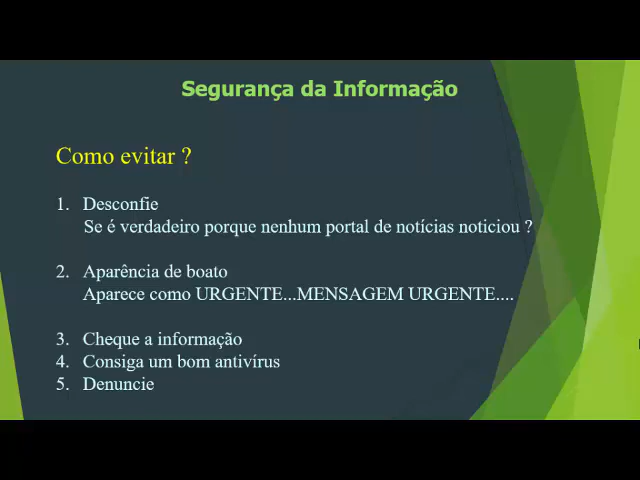 Segurança da Informação
Como evitar ?
1. Desconfie
Se é verdadeiro porque nenhum portal de notícias noticiou ?
2. Aparência de boato
Aparece como URGENTE...MENSAGEM URGENTE....
3. Cheque a informação
4. Consiga um bom antivírus
5. Denuncie